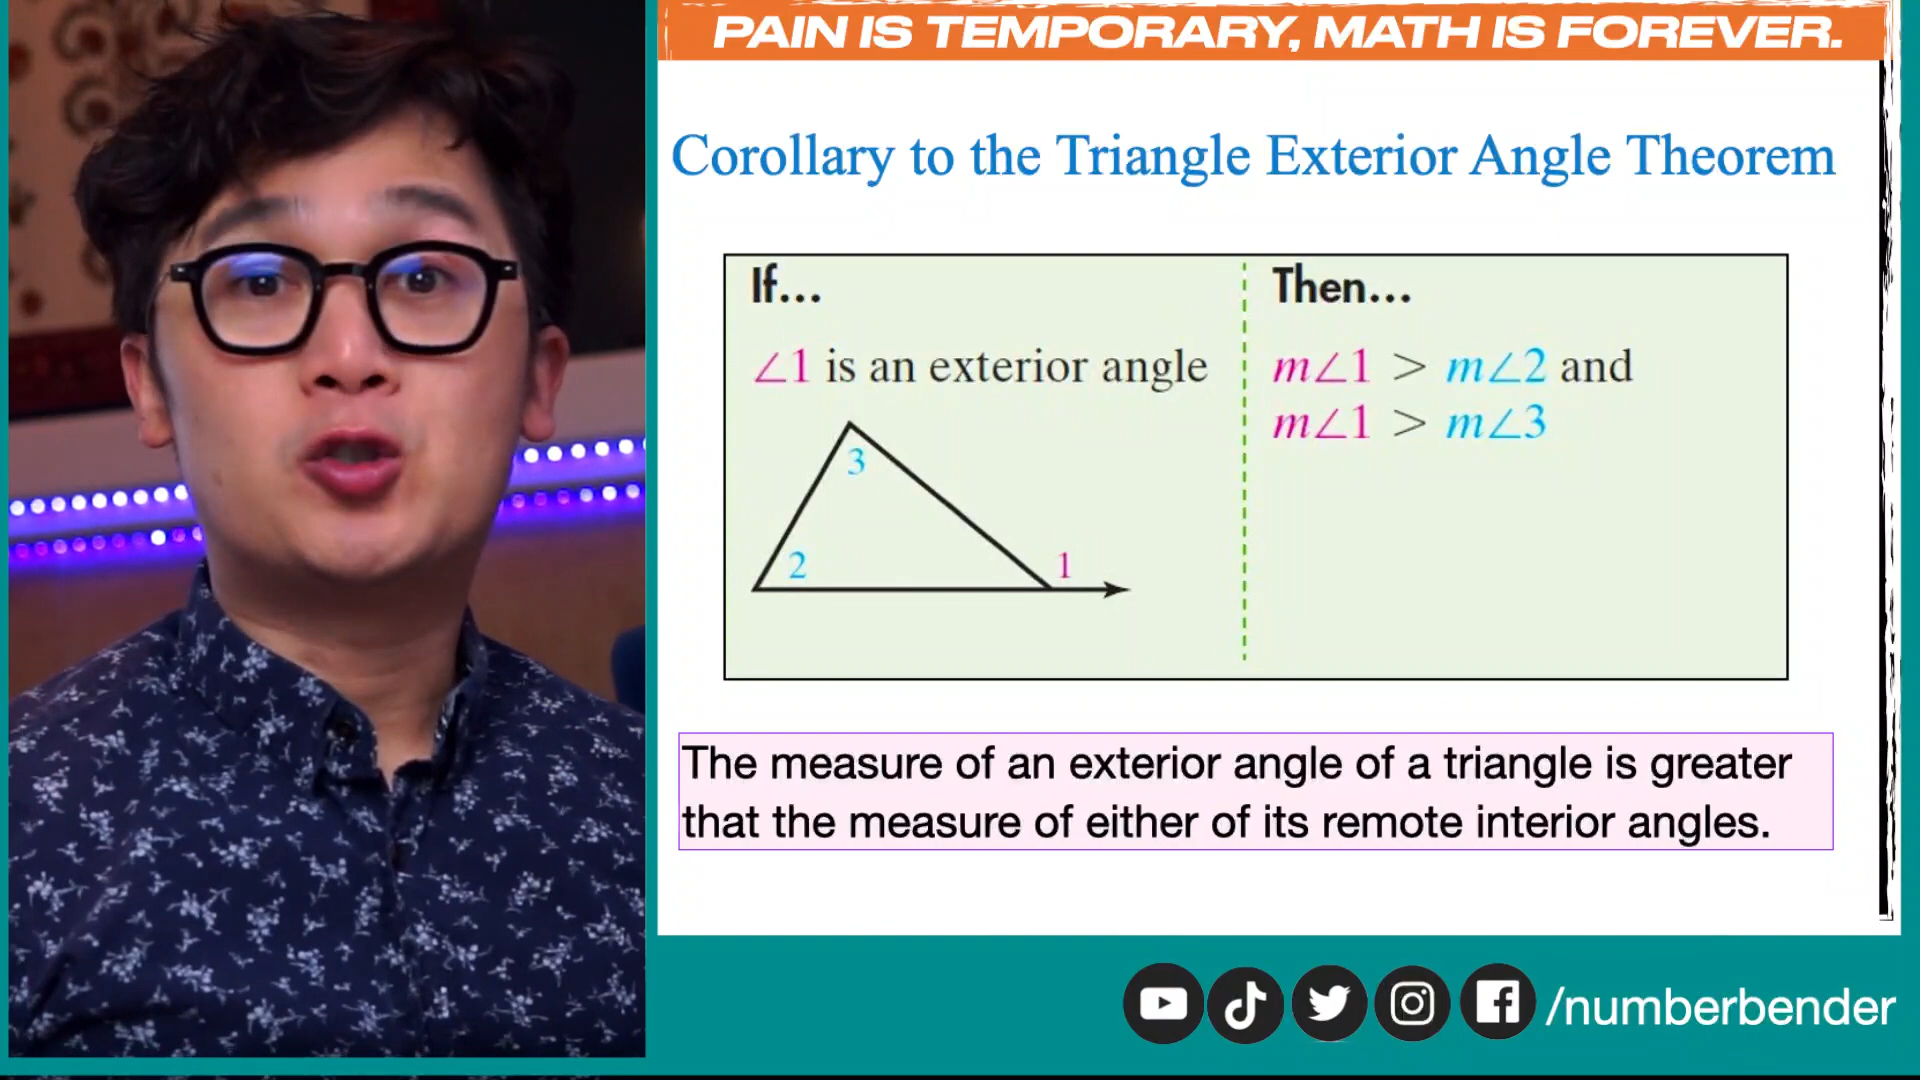 PAIN IS TEMPORARY, MATH IS FOREVER.
Corollary to the Triangle Exterior Angle Theorem
If...
∠1 is an exterior angle
3
2
1
Then...
m∠1 > m∠2 and
m∠1 > m∠3
The measure of an exterior angle of a triangle is greater
that the measure of either of its remote interior angles.
/numberbender